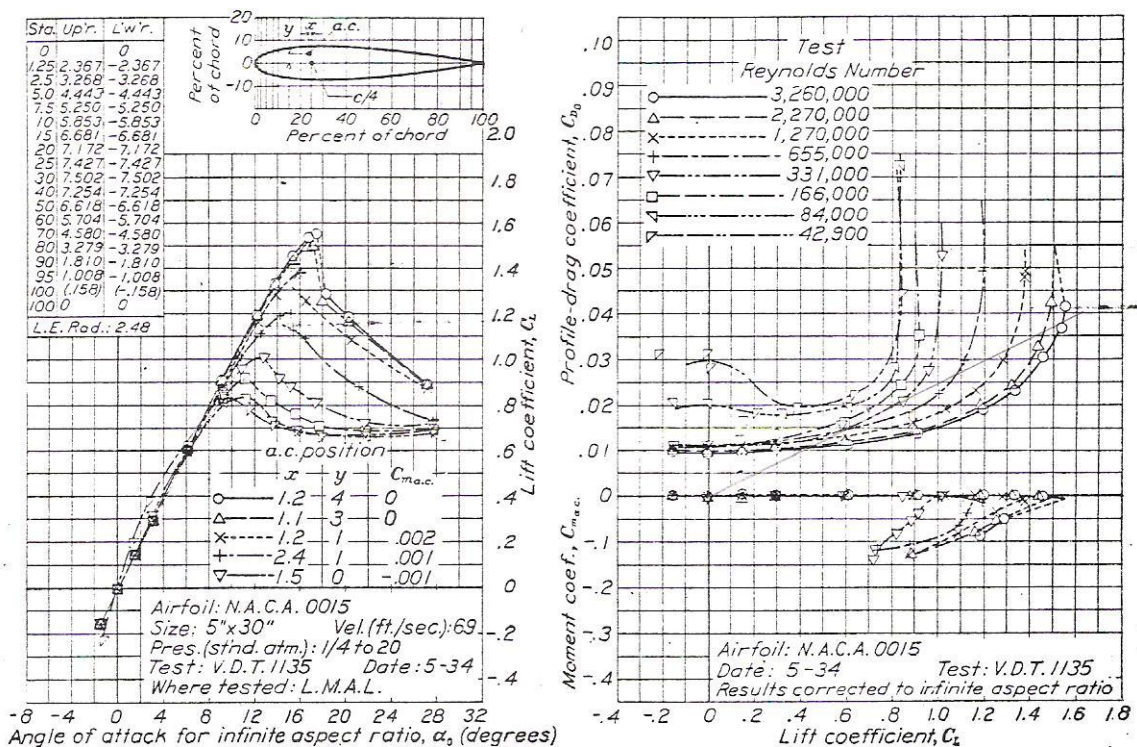 Sta. Up'r. L'w'r.
0 0
1.25 2.367 -2.367
2.5 3.268 -3.268
5.0 4.443 -4.443
7.5 5.250 -5.250
10 5.853 -5.853
15 6.681 -6.681
20 7.172 -7.172
25 7.427 -7.427
30 7.502 -7.502
40 7.254 -7.254
50 6.618 -6.618
60 5.704 -5.704
70 4.580 -4.580
80 3.279 -3.279
90 1.810 -1.810
95 1.008 -1.008
100 (.158) (-.158)
100 0 0
L.E. Rad.: 2.48
Percent of chord
20
10
0
-10
y x a.c.
c/4
0 20 40 60 80 100
Percent of chord
2.0
1.8
1.6
1.4
1.2
1.0
.8
.6
.4
.2
0
-.2
-.4
Lift coefficient, CL
a.c. position
x y Cm a.c.
1.2 4 0
1.1 3 0
1.2 1 .002
2.4 1 .001
1.5 0 -.001
Airfoil: N.A.C.A. 0015
Size: 5"x30" Vel.(ft./sec.): 69
Pres.(stnd. atm.): 1/4 to 20
Test: V.D.T. 1135 Date: 5-34
Where tested: L.M.A.L.
-8 -4 0 4 8 12 16 20 24 28 32
Angle of attack for infinite aspect ratio, α0 (degrees)
.10
.09
.08
.07
.06
.05
.04
.03
.02
.01
0
-.1
-.2
-.3
-.4
Profile-drag coefficient, CD0
Moment coef., Cm a.c.
Test
Reynolds Number
3,260,000
2,270,000
1,270,000
655,000
331,000
166,000
84,000
42,900
Airfoil: N.A.C.A. 0015
Date: 5-34 Test: V.D.T. 1135
Results corrected to infinite aspect ratio
-.4 -.2 0 .2 .4 .6 .8 1.0 1.2 1.4 1.6 1.8
Lift coefficient, CL